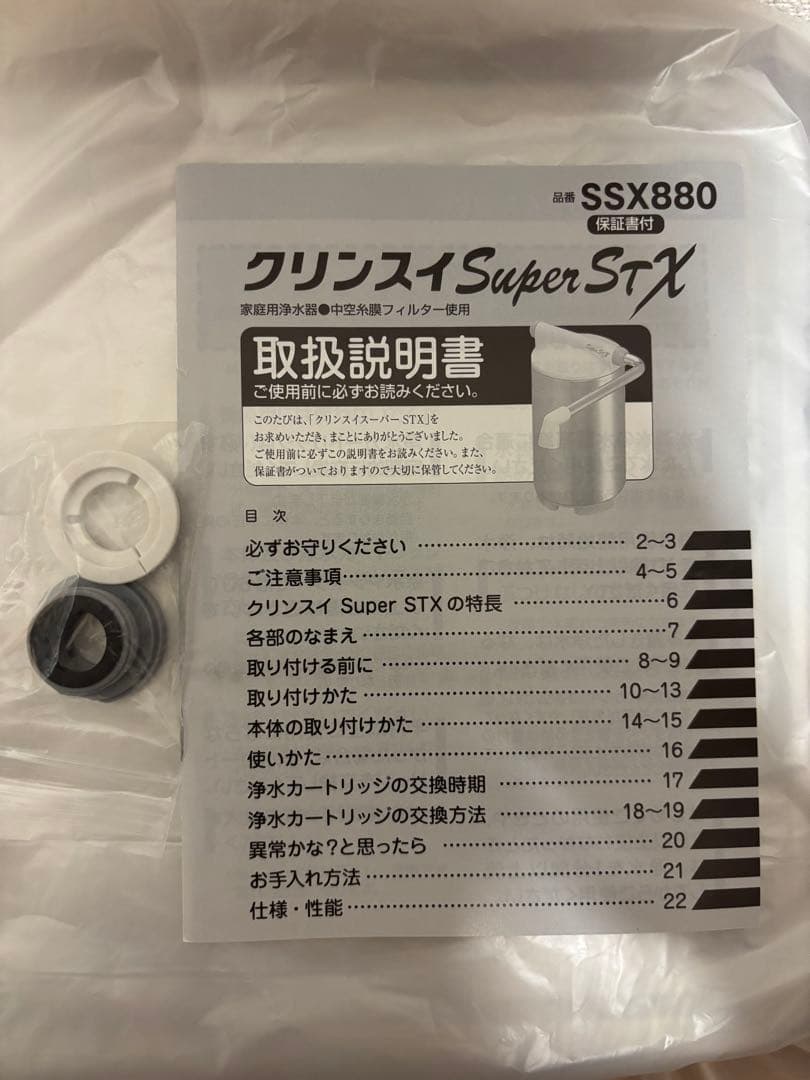 品番 SSX880
保証書付
クリンスイ Super STX
家庭用浄水器●中空糸膜フィルター使用
取扱説明書
ご使用前に必ずお読みください。
このたびは、「クリンスイスーパーSTX」を
お求めいただき、まことにありがとうございました。
ご使用前に必ずこの説明書をお読みください。また、
保証書がついておりますので大切に保管してください。
目 次
必ずお守りください ························ 2〜3
ご注意事項································ 4〜5
クリンスイ Super STXの特長 ················6
各部のなまえ·······························7
取り付ける前に ··························· 8〜9
取り付けかた ··························· 10〜13
本体の取り付けかた ····················· 14〜15
使いかた································· 16
浄水カートリッジの交換時期 ················ 17
浄水カートリッジの交換方法 ············· 18〜19
異常かな?と思ったら ····················· 20
お手入れ方法····························· 21
仕様・性能······························· 22